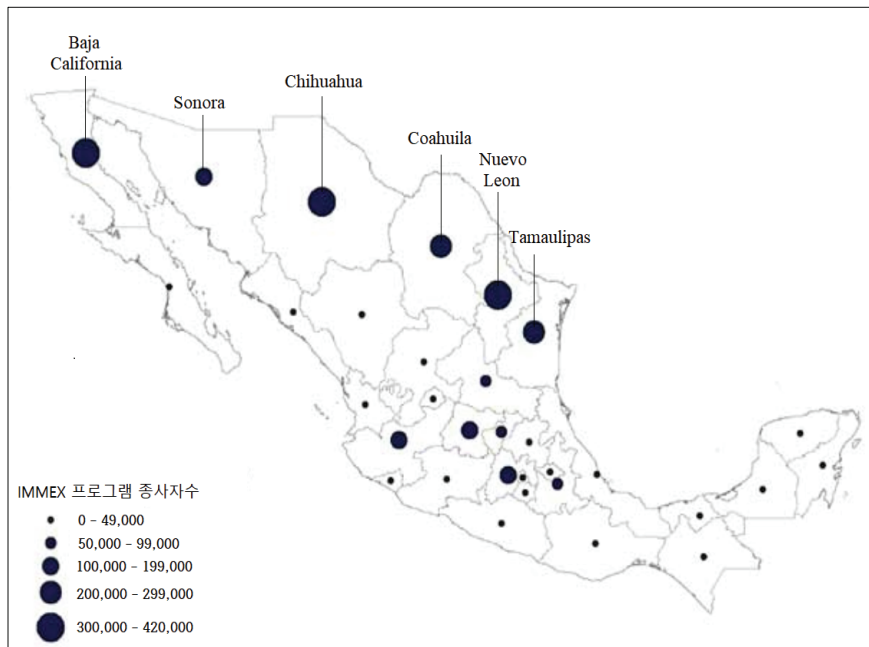 Baja
California
Sonora
Chihuahua
Coahuila
Nuevo
Leon
Tamaulipas
IMMEX 프로그램 종사자수
0 – 49,000
50,000 – 99,000
100,000 – 199,000
200,000 – 299,000
300,000 – 420,000